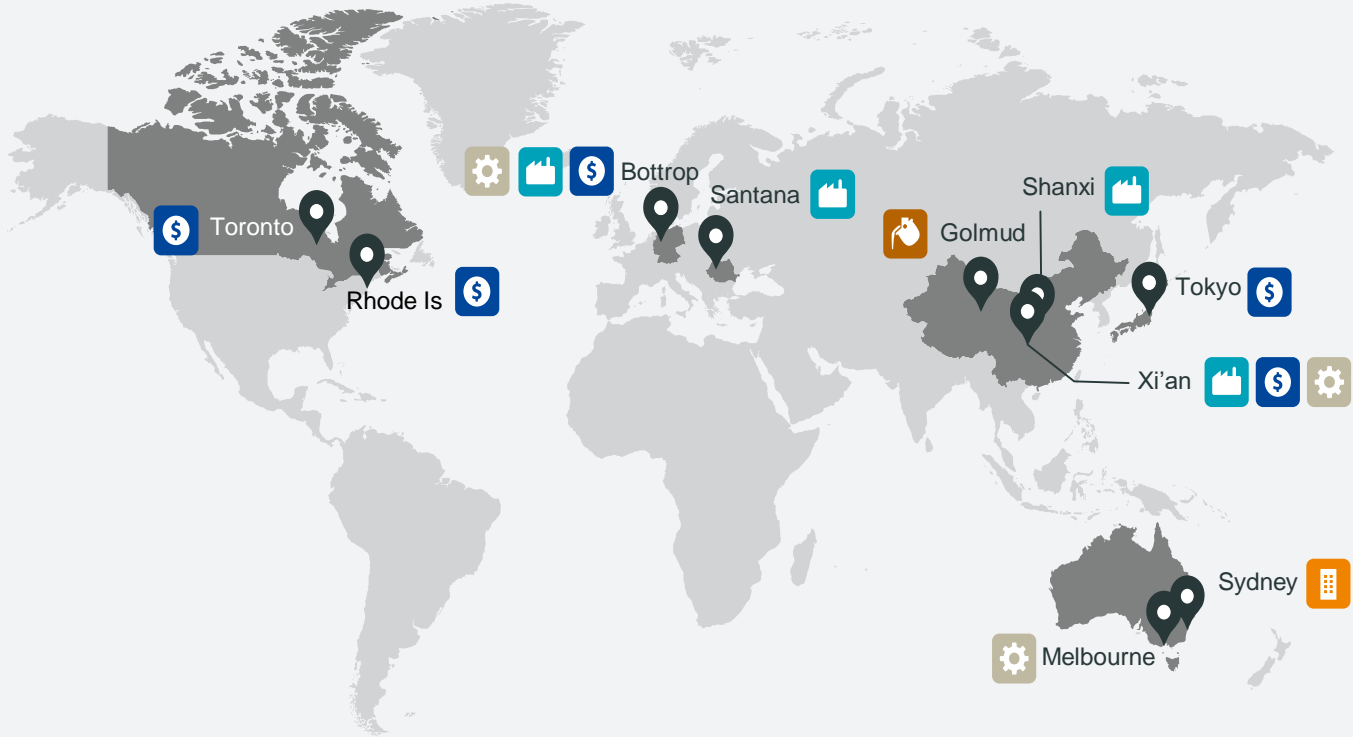 Bottrop
Santana
Shanxi
Toronto
Golmud
Rhode Is
Tokyo
Xi’an
Sydney
Melbourne
$
$
$
$
$